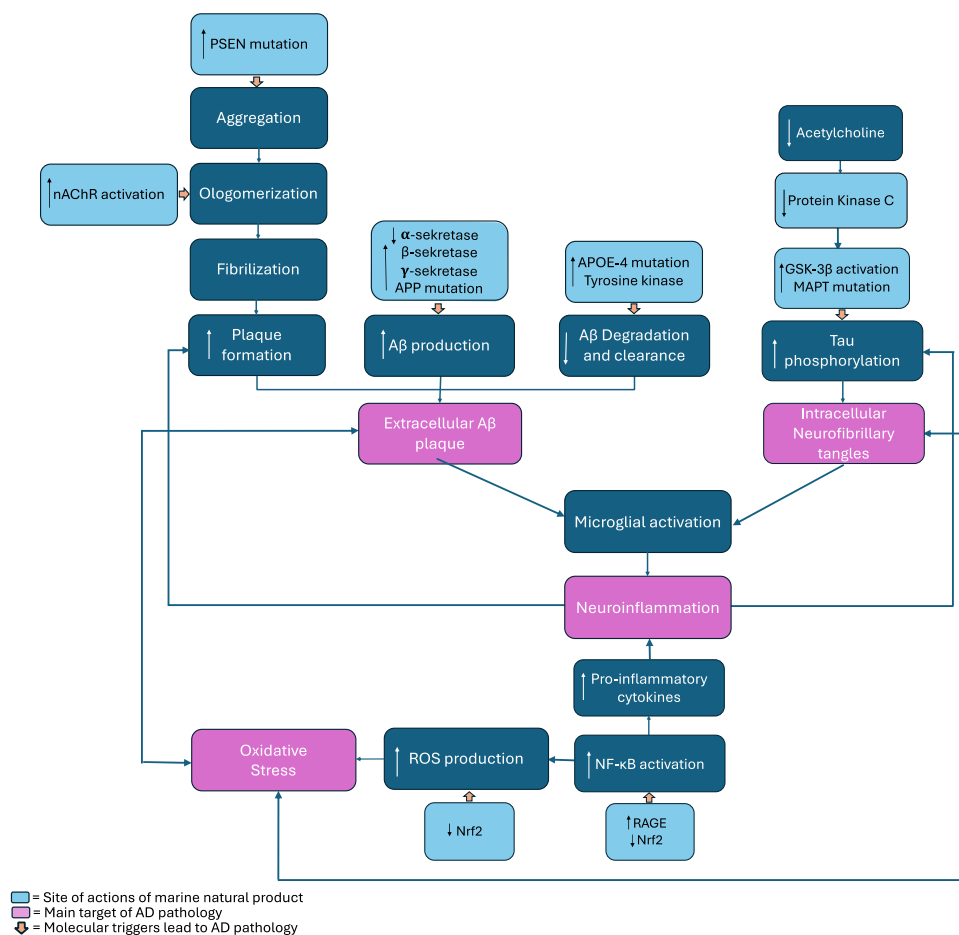 ↑ PSEN mutation
Aggregation
↓ Acetylcholine
↑ nAChR activation
Ologomerization
↓ Protein Kinase C
↓ α-sekretase
↑ β-sekretase
γ-sekretase
APP mutation
Fibrilization
↑ APOE-4 mutation
Tyrosine kinase
↑ GSK-3β activation
MAPT mutation
↑ Plaque
formation
↑ Aβ production
↓ Aβ Degradation
and clearance
↑ Tau
phosphorylation
Extracellular Aβ
plaque
Intracellular
Neurofibrillary
tangles
Microglial activation
Neuroinflammation
↑ Pro-inflammatory
cytokines
Oxidative
Stress
↑ ROS production
↑ NF-κB activation
↓ Nrf2
↑ RAGE
↓ Nrf2
= Site of actions of marine natural product
= Main target of AD pathology
= Molecular triggers lead to AD pathology